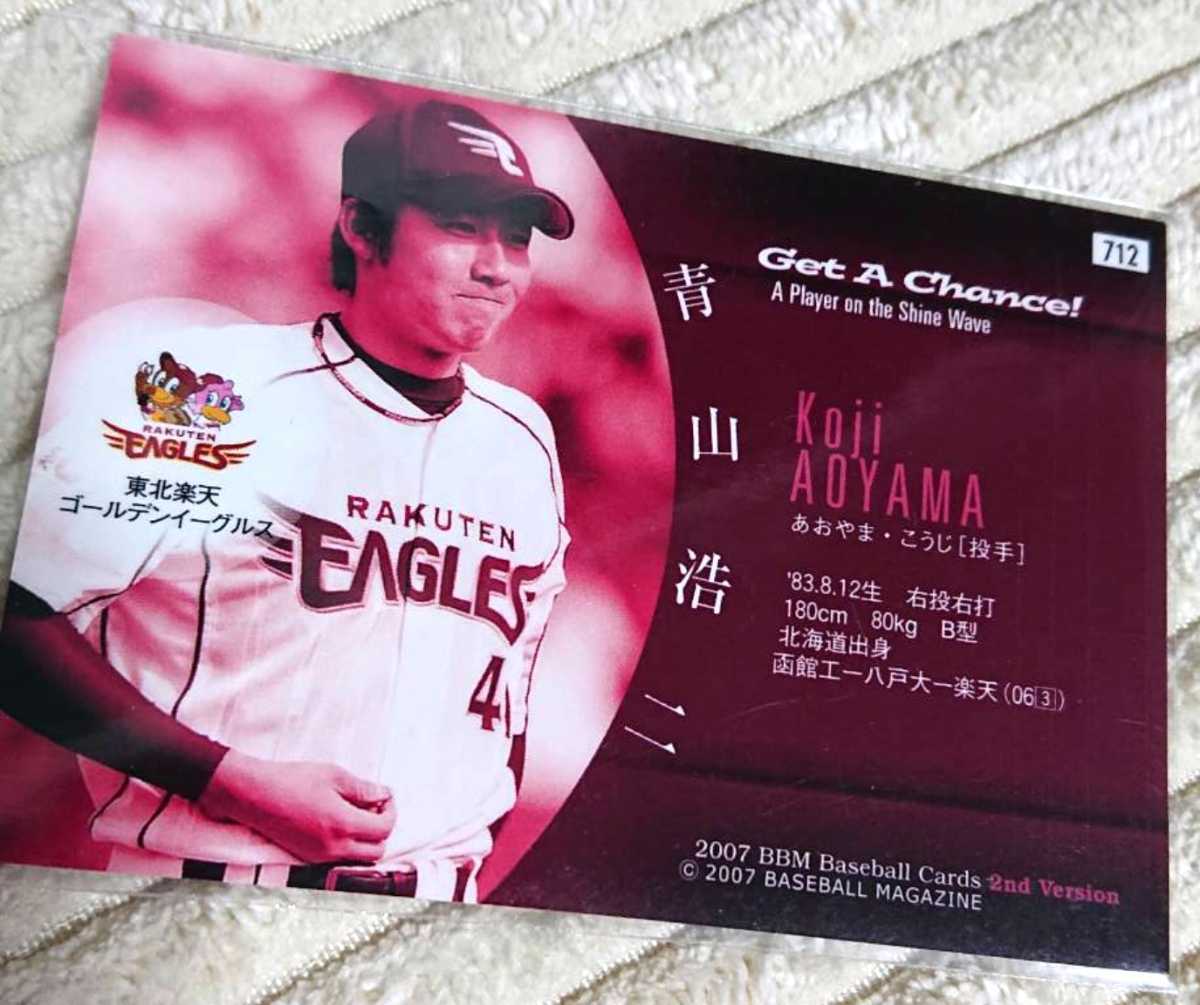 712
Get A Chance!
A Player on the Shine Wave
青山浩二
Koji
AOYAMA
あおやま・こうじ[投手]
'83.8.12生 右投右打
180cm 80kg B型
北海道出身
函館工ー八戸大ー楽天(06③)
RAKUTEN
EAGLES
東北楽天
ゴールデンイーグルス
RAKUTEN
EAGLES
41
2007 BBM Baseball Cards 2nd Version
© 2007 BASEBALL MAGAZINE